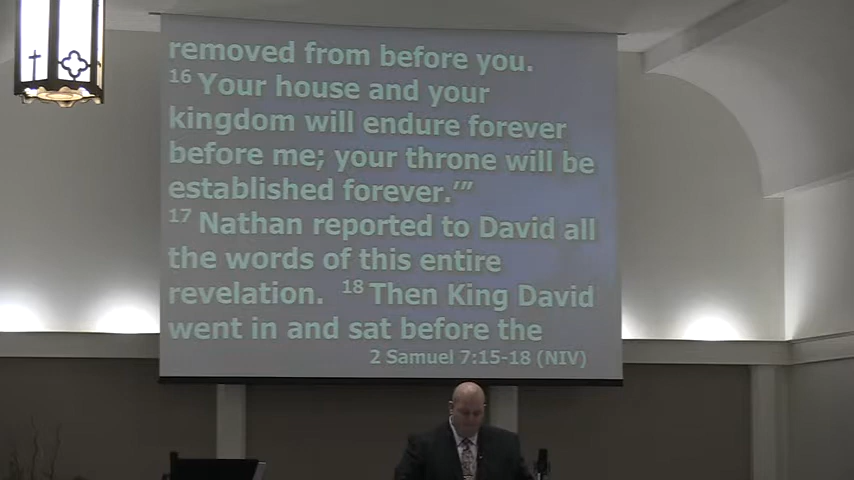 removed from before you.
16 Your house and your
kingdom will endure forever
before me; your throne will be
established forever.’”
17 Nathan reported to David all
the words of this entire
revelation. 18 Then King David
went in and sat before the
2 Samuel 7:15-18 (NIV)